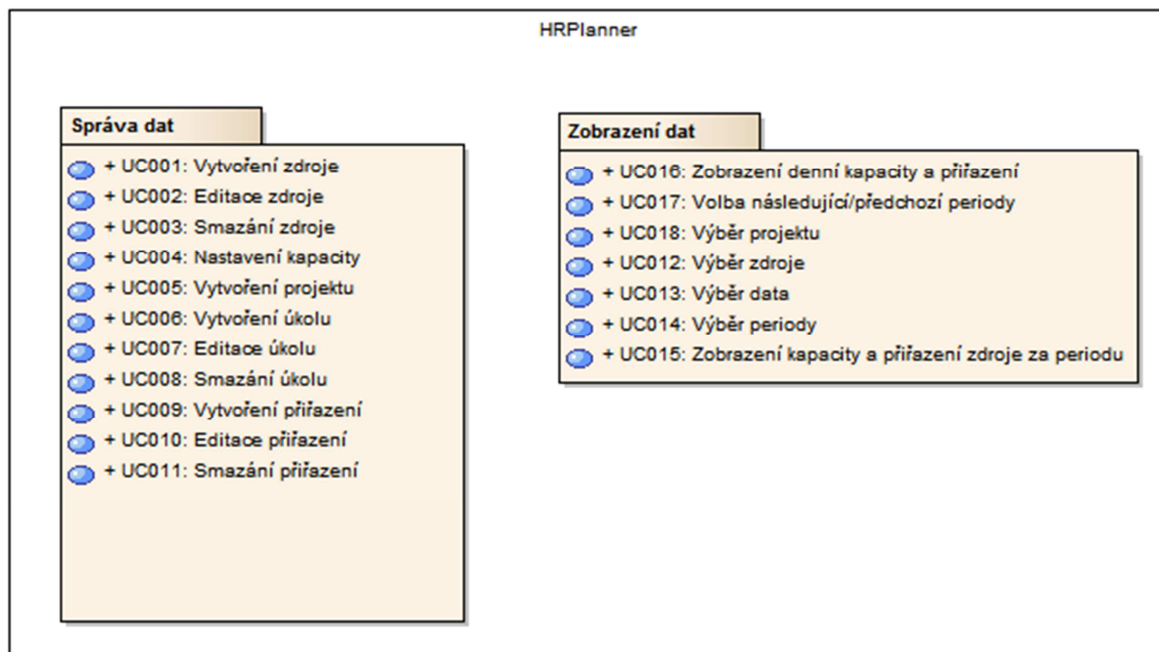 HRPlanner
Správa dat
+ UC001: Vytvoření zdroje
+ UC002: Editace zdroje
+ UC003: Smazání zdroje
+ UC004: Nastavení kapacity
+ UC005: Vytvoření projektu
+ UC006: Vytvoření úkolu
+ UC007: Editace úkolu
+ UC008: Smazání úkolu
+ UC009: Vytvoření přiřazení
+ UC010: Editace přiřazení
+ UC011: Smazání přiřazení
Zobrazení dat
+ UC016: Zobrazení denní kapacity a přiřazení
+ UC017: Volba následující/předchozí periody
+ UC018: Výběr projektu
+ UC012: Výběr zdroje
+ UC013: Výběr data
+ UC014: Výběr periody
+ UC015: Zobrazení kapacity a přiřazení zdroje za periodu